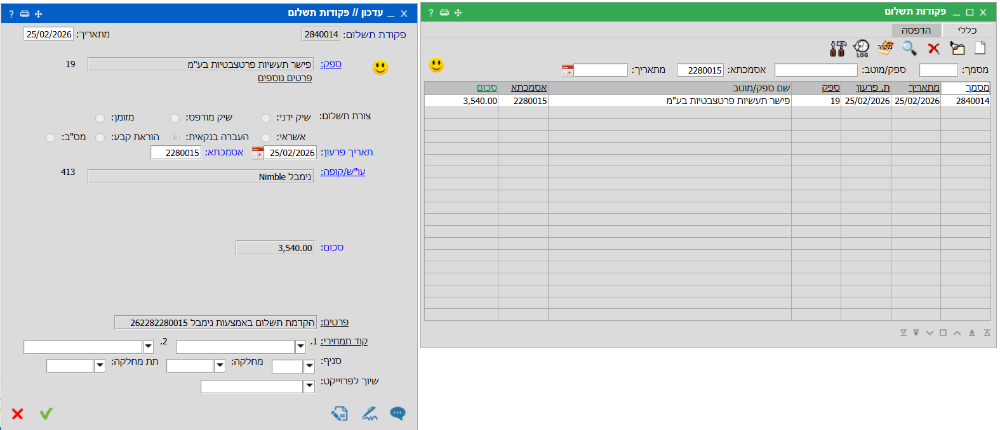 פקודות תשלום
כללי
הדפסה
LOG
מקור
מסמך:
ספק/מוטב:
אסמכתא: 2280015
מתאריך:
מסמך מתאריך ת. פרעון ספק שם ספק/מוטב אסמכתא סכום
2840014 25/02/2026 25/02/2026 19 פישר תעשיות פרטצבטיות בע"מ 2280015 3,540.00
עדכון // פקודות תשלום
פקודת תשלום: 2840014 מתאריך: 25/02/2026
ספק: פישר תעשיות פרטצבטיות בע"מ 19
פרטים נוספים
צורת תשלום: שיק ידני: שיק מודפס: מזומן:
אשראי: העברה בנקאית: הוראת קבע: מס"ב:
תאריך פרעון: 25/02/2026 אסמכתא: 2280015
עו"ש/קופה: נימבל Nimble 413
סכום: 3,540.00
פרטים: הקדמת תשלום באמצעות נימבל 262282280015
קוד תמחירי: 1. 2.
סניף: מחלקה: תת מחלקה:
שיוך לפרוייקט: